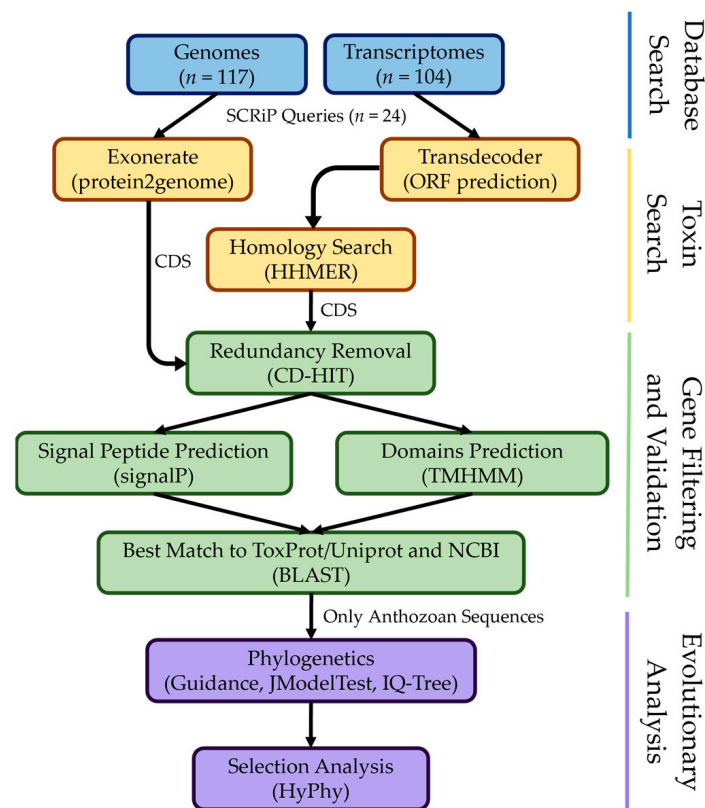 Genomes
(n = 117)
Transcriptomes
(n = 104)
SCRiP Queries (n = 24)
Exonerate
(protein2genome)
Transdecoder
(ORF prediction)
CDS
Homology Search
(HHMER)
CDS
Redundancy Removal
(CD-HIT)
Signal Peptide Prediction
(signalP)
Domains Prediction
(TMHMM)
Best Match to ToxProt/Uniprot and NCBI
(BLAST)
Only Anthozoan Sequences
Phylogenetics
(Guidance, JModelTest, IQ-Tree)
Selection Analysis
(HyPhy)
Database
Search
Toxin
Search
Gene Filtering
and Validation
Evolutionary
Analysis